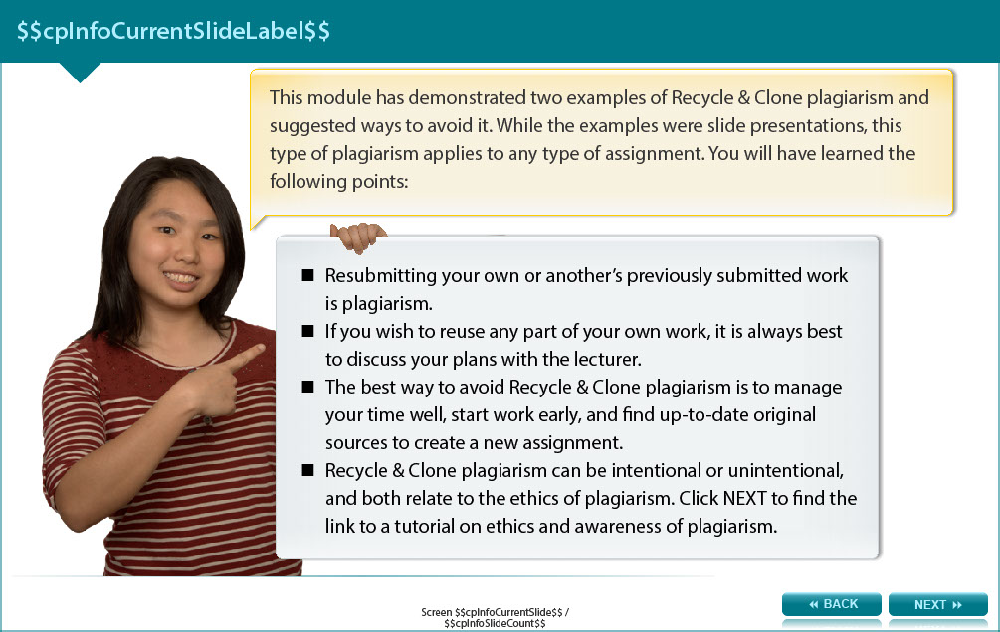 $$cpInfoCurrentSlideLabel$$
This module has demonstrated two examples of Recycle & Clone plagiarism and
suggested ways to avoid it. While the examples were slide presentations, this
type of plagiarism applies to any type of assignment. You will have learned the
following points:
■ Resubmitting your own or another’s previously submitted work
is plagiarism.
■ If you wish to reuse any part of your own work, it is always best
to discuss your plans with the lecturer.
■ The best way to avoid Recycle & Clone plagiarism is to manage
your time well, start work early, and find up-to-date original
sources to create a new assignment.
■ Recycle & Clone plagiarism can be intentional or unintentional,
and both relate to the ethics of plagiarism. Click NEXT to find the
link to a tutorial on ethics and awareness of plagiarism.
Screen $$cpInfoCurrentSlide$$ /
$$cpInfoSlideCount$$
BACK
NEXT